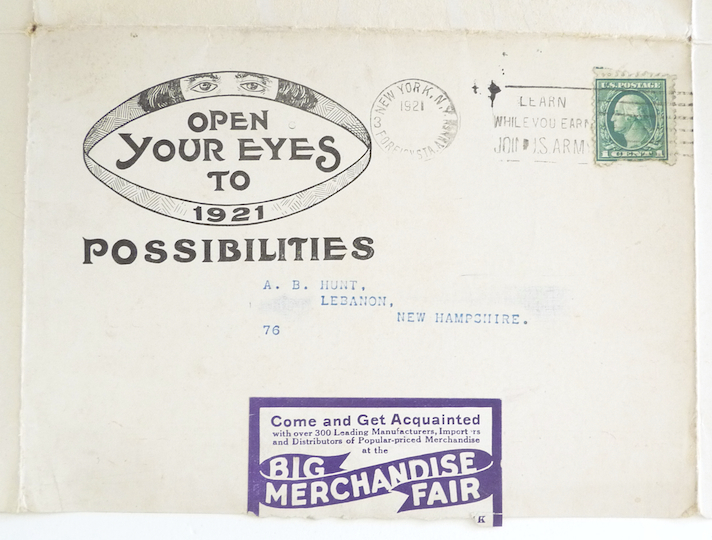 OPEN
YOUR EYES
TO
1921
POSSIBILITIES
NEW YORK, N.Y.
1921
LEARN
WHILE YOU EARN
JOIN U.S. ARMY
U.S. POSTAGE
A. B. HUNT,
LEBANON,
NEW HAMPSHIRE.
76
Come and Get Acquainted
with over 300 Leading Manufacturers, Importers
and Distributors of Popular-priced Merchandise
at the
BIG
MERCHANDISE
FAIR